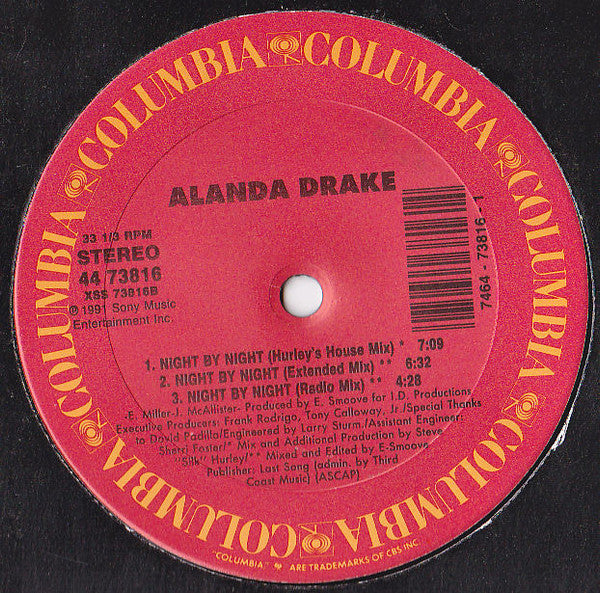 COLUMBIA COLUMBIA COLUMBIA COLUMBIA COLUMBIA COLUMBIA COLUMBIA COLUMBIA
ALANDA DRAKE
33 1/3 RPM
STEREO
44 73816
XSS 73816B
℗ 1991 Sony Music
Entertainment Inc.
7464 - 73816 - 1
1. NIGHT BY NIGHT (Hurley's House Mix) * 7:09
2. NIGHT BY NIGHT (Extended Mix) ** 6:32
3. NIGHT BY NIGHT (Radio Mix) ** 4:28
-E. Miller-J. McAllister- Produced by E. Smoove for I.D. Productions
Executive Producers: Frank Rodrigo, Tony Calloway, Jr./Special Thanks
to David Padilla/Engineered by Larry Sturm./Assistant Engineer:
Sherri Foster/* Mix and Additional Production by Steve
"Silk" Hurley/** Mixed and Edited by E-Smoove
Publisher: Last Song (admin. by Third
Coast Music) (ASCAP)
"COLUMBIA," ARE TRADEMARKS OF CBS INC.